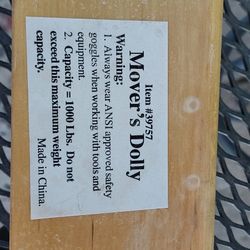 Item #39757
Mover's Dolly
Warning:
1. Always wear ANSI approved safety
goggles when working with tools and
equipment.
2. Capacity = 1000 Lbs. Do not
exceed this maximum weight
capacity.
Made in China.